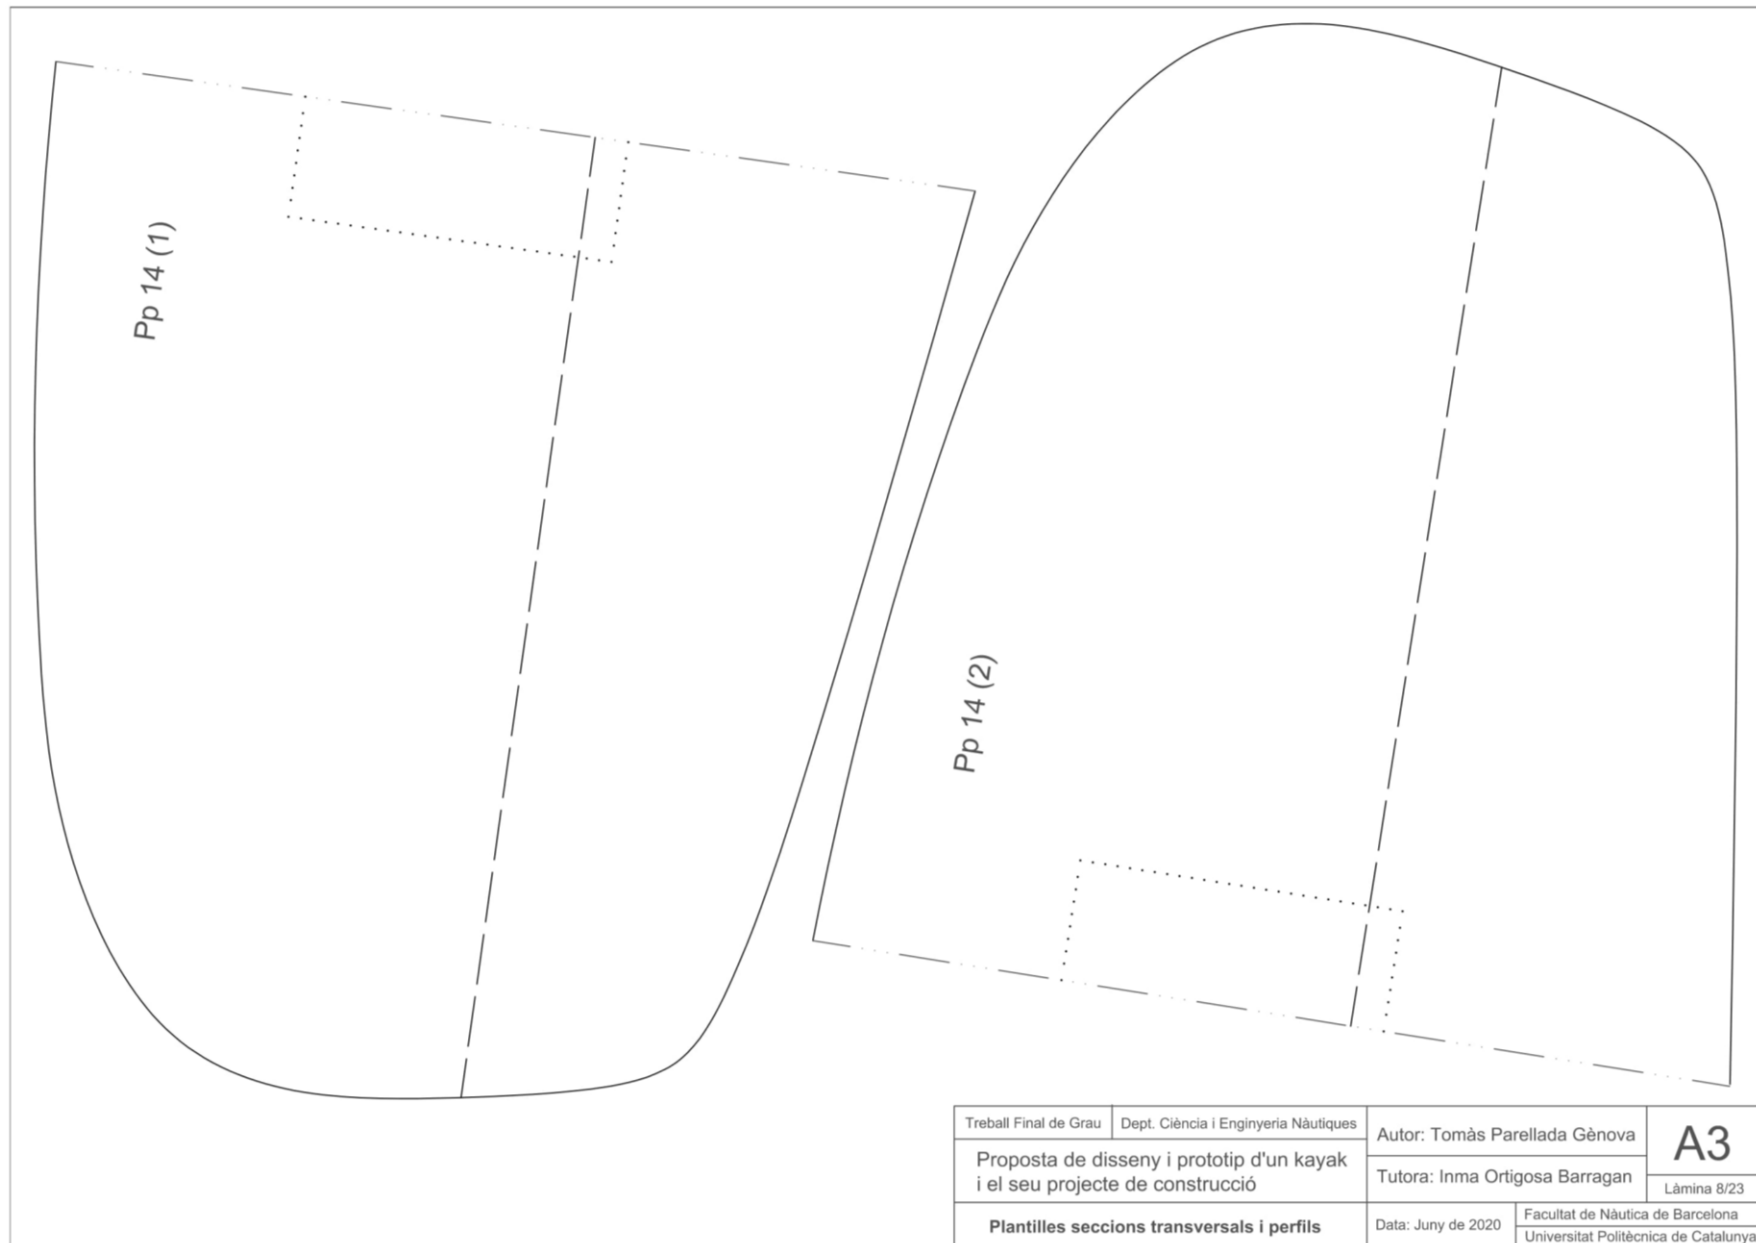 Pp 14 (1)
Pp 14 (2)
Treball Final de Grau
Dept. Ciència i Enginyeria Nàutiques
Proposta de disseny i prototip d'un kayak
i el seu projecte de construcció
Plantilles seccions transversals i perfils
Autor: Tomàs Parellada Gènova
Tutora: Inma Ortigosa Barragan
A3
Làmina 8/23
Data: Juny de 2020
Facultat de Nàutica de Barcelona
Universitat Politècnica de Catalunya